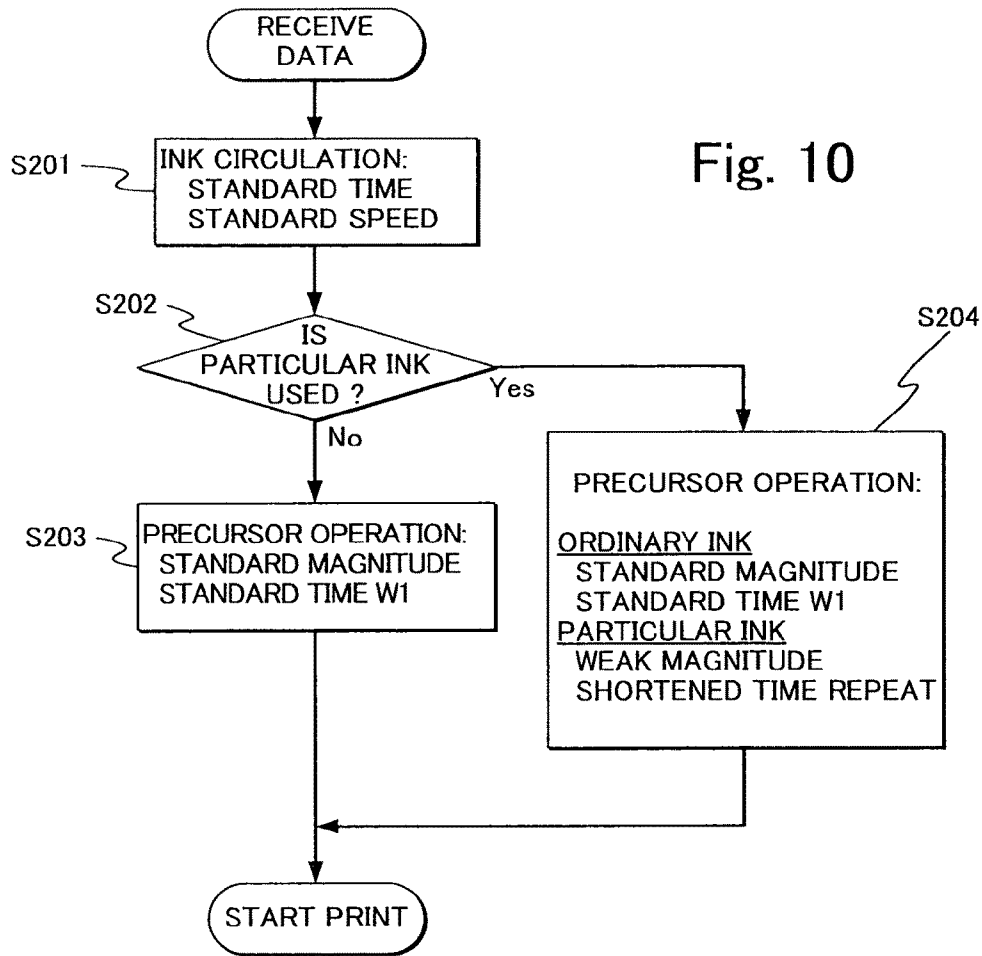 RECEIVE
DATA
Fig. 10
S201
INK CIRCULATION:
STANDARD TIME
STANDARD SPEED
S202
IS
PARTICULAR INK
USED ?
Yes
No
S203
PRECURSOR OPERATION:
STANDARD MAGNITUDE
STANDARD TIME W1
S204
PRECURSOR OPERATION:
ORDINARY INK
STANDARD MAGNITUDE
STANDARD TIME W1
PARTICULAR INK
WEAK MAGNITUDE
SHORTENED TIME REPEAT
START PRINT